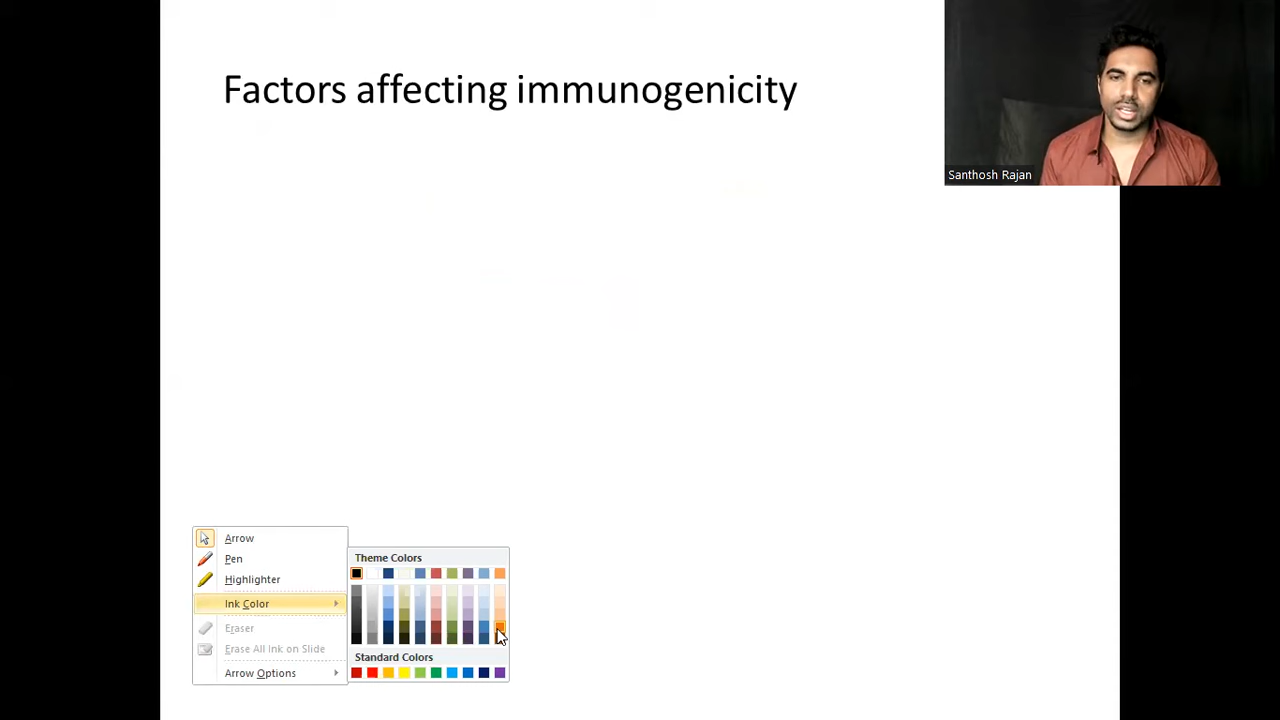 Factors affecting immunogenicity
Santhosh Rajan
Arrow
Pen
Highlighter
Ink Color
Eraser
Erase All Ink on Slide
Arrow Options
Theme Colors
Standard Colors